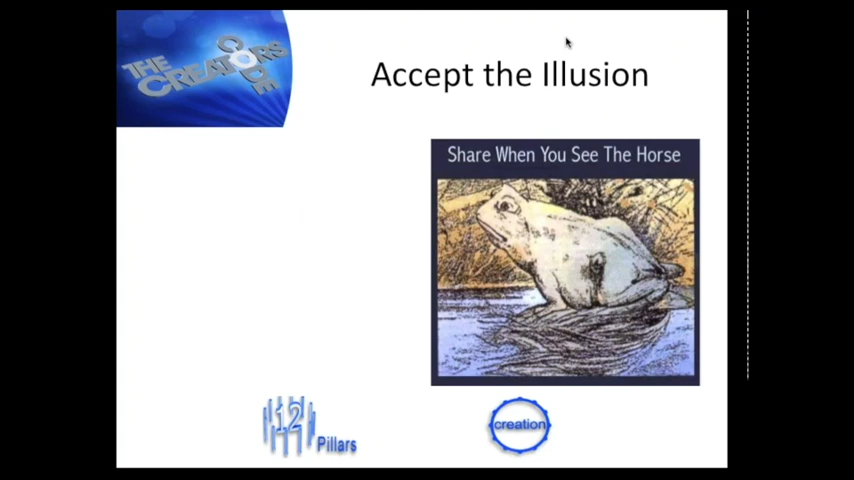 THE
CREATORS
CODE
Accept the Illusion
Share When You See The Horse
12
Pillars
creation